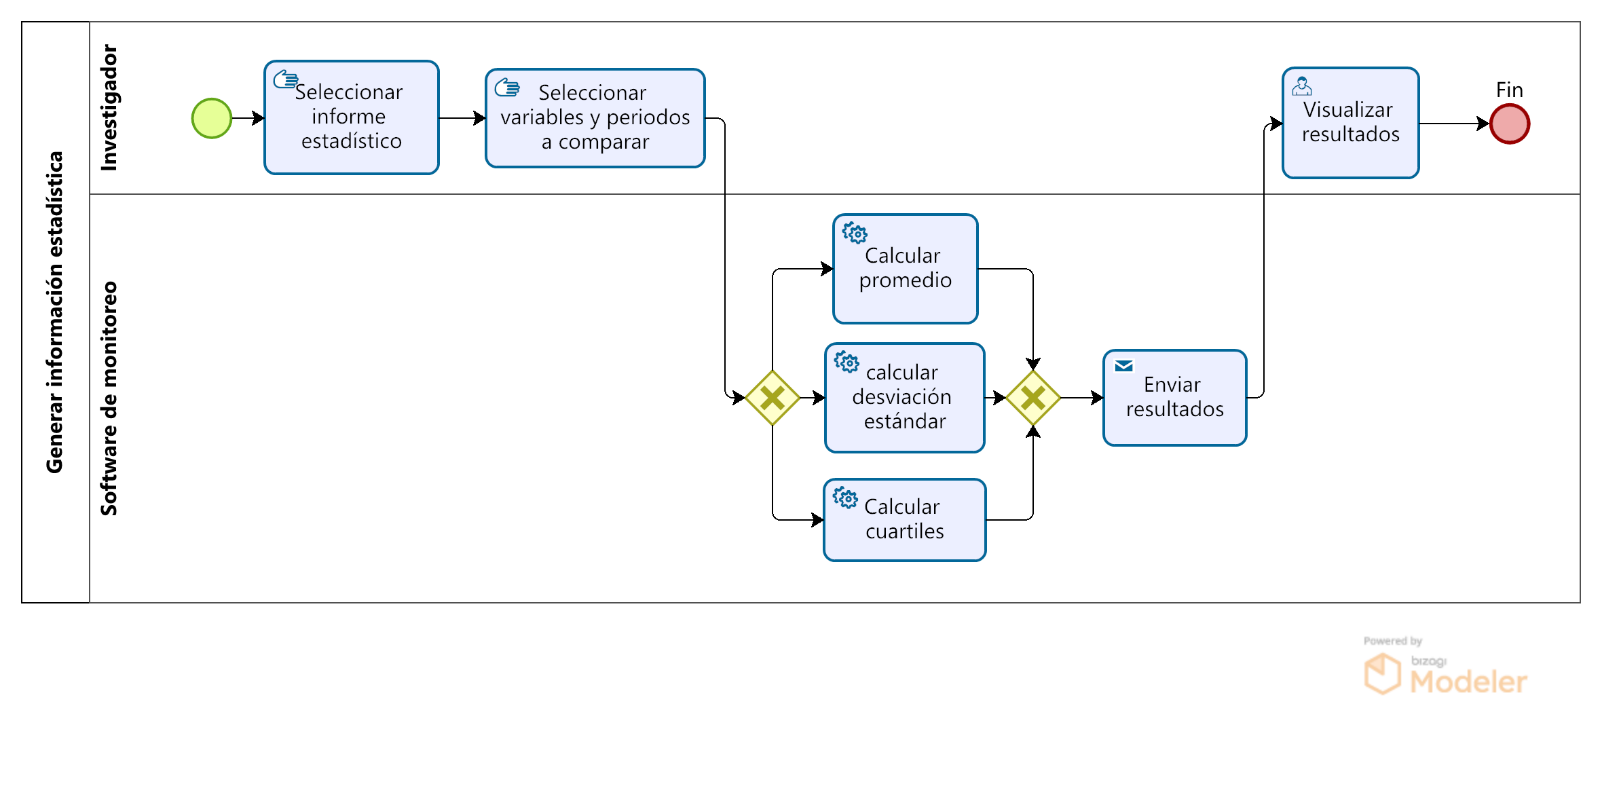 Generar información estadística
Investigador
Seleccionar
informe
estadístico
Seleccionar
variables y periodos
a comparar
Visualizar
resultados
Fin
Software de monitoreo
Calcular
promedio
calcular
desviación
estándar
Calcular
cuartiles
Enviar
resultados
Powered by
bizagi
Modeler